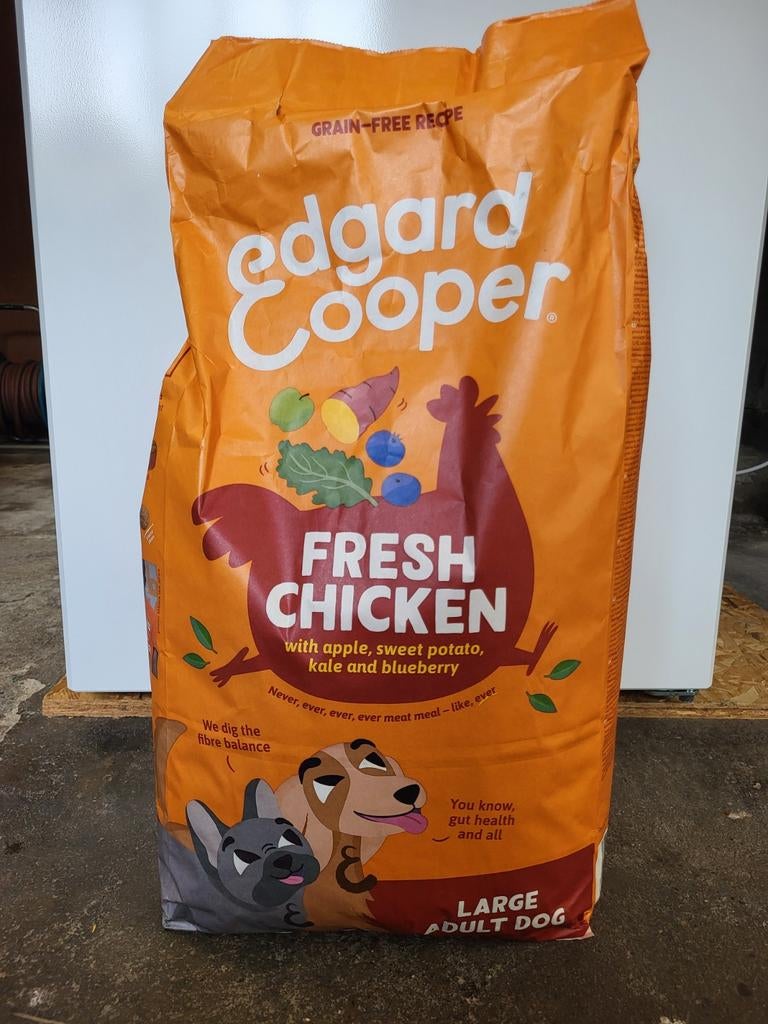 GRAIN-FREE RECIPE
edgard
Cooper®
FRESH
CHICKEN
with apple, sweet potato,
kale and blueberry
Never, ever, ever, ever meat meal – like, ever
We dig the
fibre balance
You know,
gut health
and all
LARGE
ADULT DOG